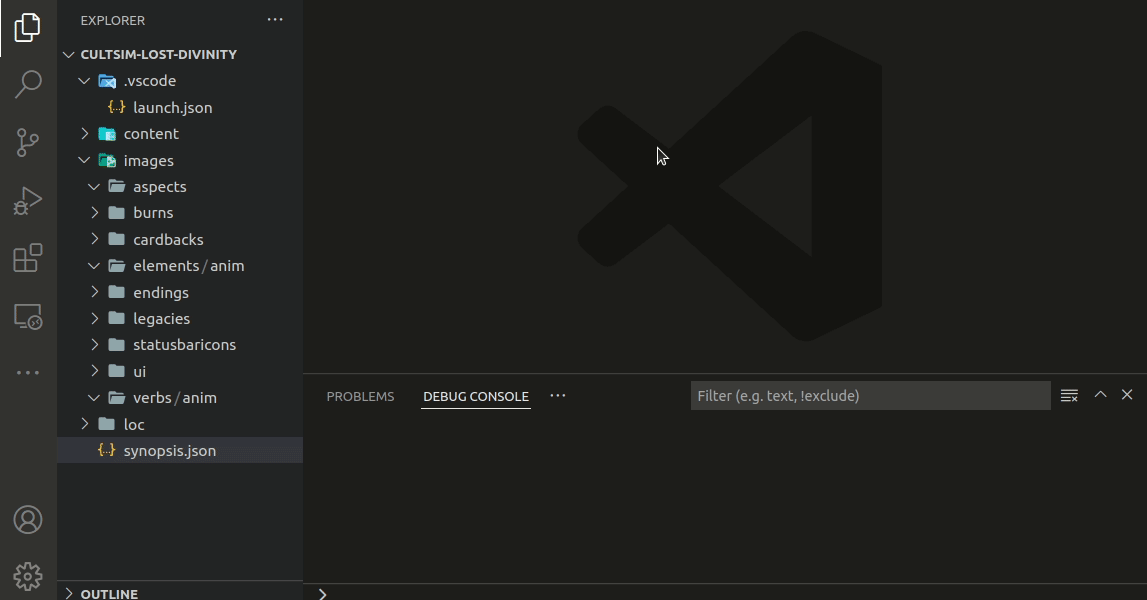 EXPLORER
CULTSIM-LOST-DIVINITY
.vscode
launch.json
content
images
aspects
burns
cardbacks
elements/anim
endings
legacies
statusbaricons
ui
verbs/anim
loc
synopsis.json
OUTLINE
PROBLEMS DEBUG CONSOLE Filter (e.g. text, !exclude)